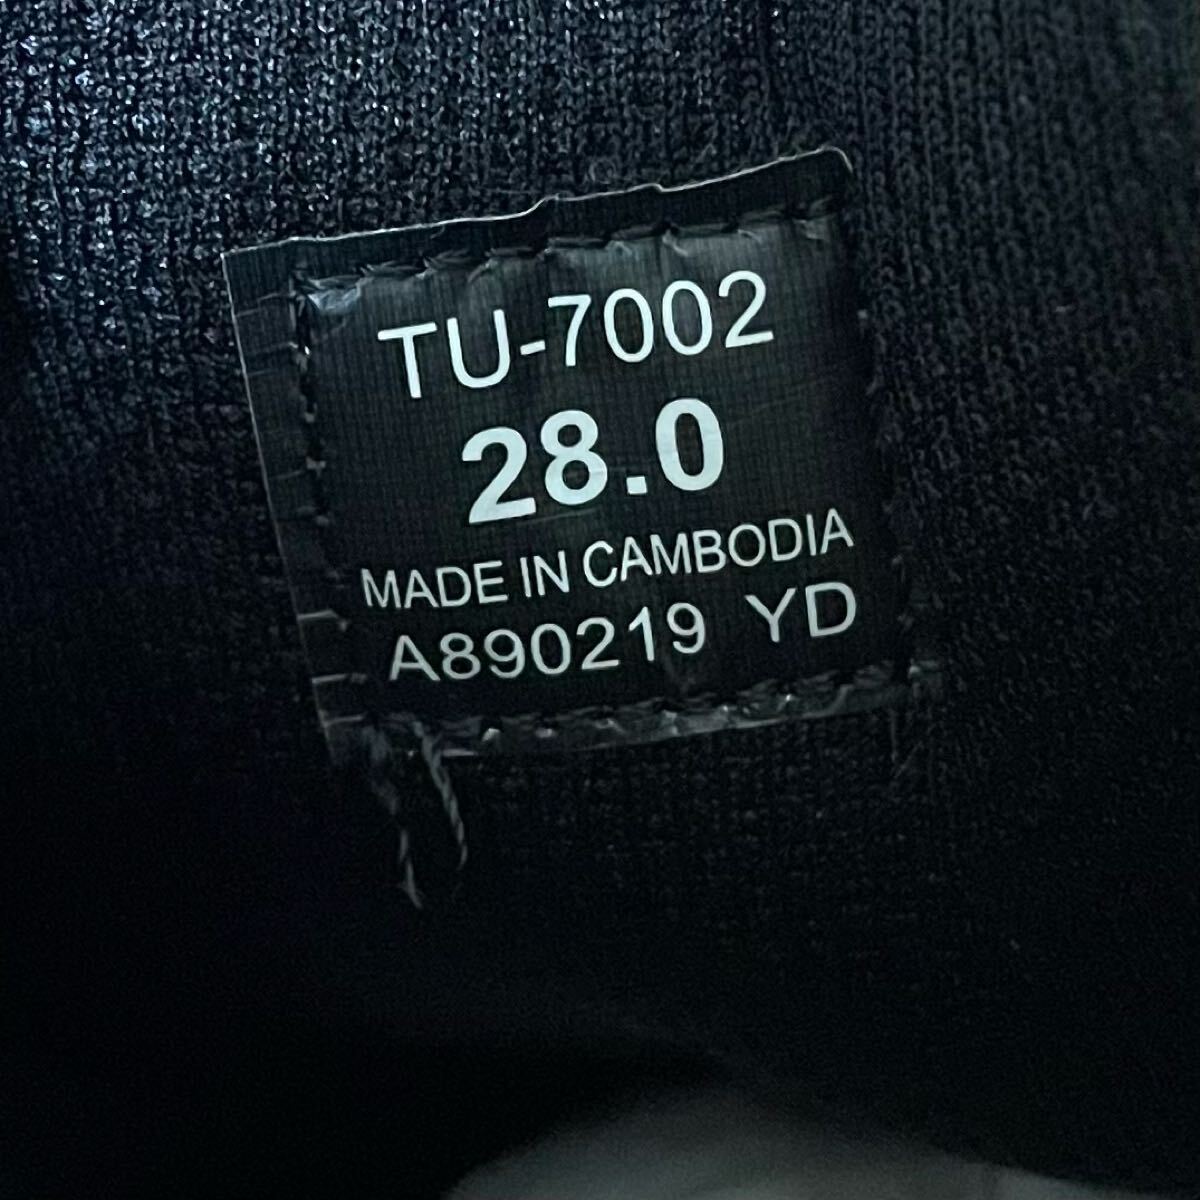 TU-7002
28.0
MADE IN CAMBODIA
A890219 YD